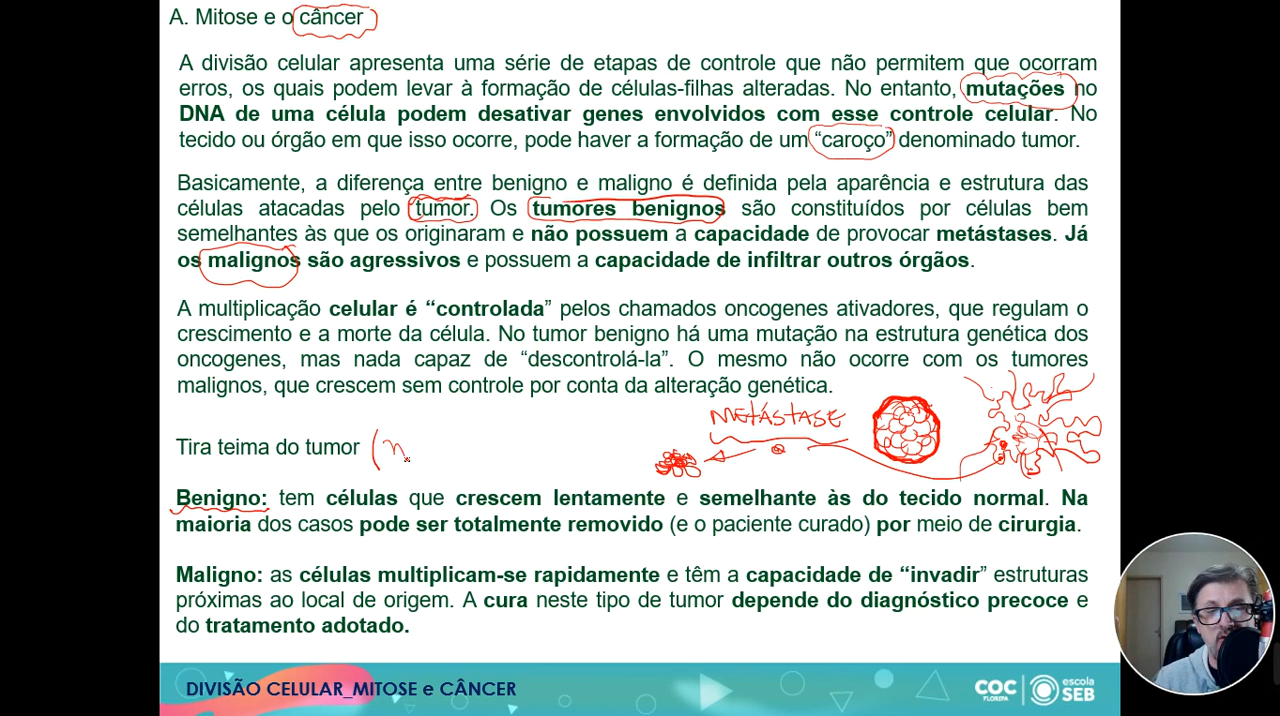 A. Mitose e o câncer
A divisão celular apresenta uma série de etapas de controle que não permitem que ocorram
erros, os quais podem levar à formação de células-filhas alteradas. No entanto, mutações no
DNA de uma célula podem desativar genes envolvidos com esse controle celular. No
tecido ou órgão em que isso ocorre, pode haver a formação de um “caroço” denominado tumor.
Basicamente, a diferença entre benigno e maligno é definida pela aparência e estrutura das
células atacadas pelo tumor. Os tumores benignos são constituídos por células bem
semelhantes às que os originaram e não possuem a capacidade de provocar metástases. Já
os malignos são agressivos e possuem a capacidade de infiltrar outros órgãos.
A multiplicação celular é “controlada” pelos chamados oncogenes ativadores, que regulam o
crescimento e a morte da célula. No tumor benigno há uma mutação na estrutura genética dos
oncogenes, mas nada capaz de “descontrolá-la”. O mesmo não ocorre com os tumores
malignos, que crescem sem controle por conta da alteração genética.
METÁSTASE
Tira teima do tumor (n
Benigno: tem células que crescem lentamente e semelhante às do tecido normal. Na
maioria dos casos pode ser totalmente removido (e o paciente curado) por meio de cirurgia.
Maligno: as células multiplicam-se rapidamente e têm a capacidade de “invadir” estruturas
próximas ao local de origem. A cura neste tipo de tumor depende do diagnóstico precoce e
do tratamento adotado.
DIVISÃO CELULAR_MITOSE e CÂNCER
COC
FLORIPA
escola
SEB